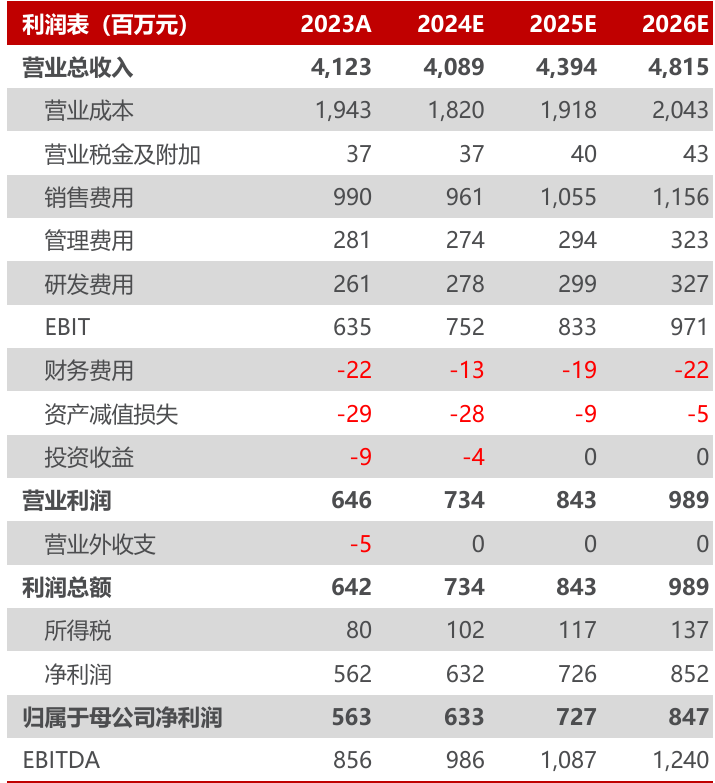 利润表（百万元） 2023A 2024E 2025E 2026E
营业总收入 4,123 4,089 4,394 4,815
营业成本 1,943 1,820 1,918 2,043
营业税金及附加 37 37 40 43
销售费用 990 961 1,055 1,156
管理费用 281 274 294 323
研发费用 261 278 299 327
EBIT 635 752 833 971
财务费用 -22 -13 -19 -22
资产减值损失 -29 -28 -9 -5
投资收益 -9 -4 0 0
营业利润 646 734 843 989
营业外收支 -5 0 0 0
利润总额 642 734 843 989
所得税 80 102 117 137
净利润 562 632 726 852
归属于母公司净利润 563 633 727 847
EBITDA 856 986 1,087 1,240